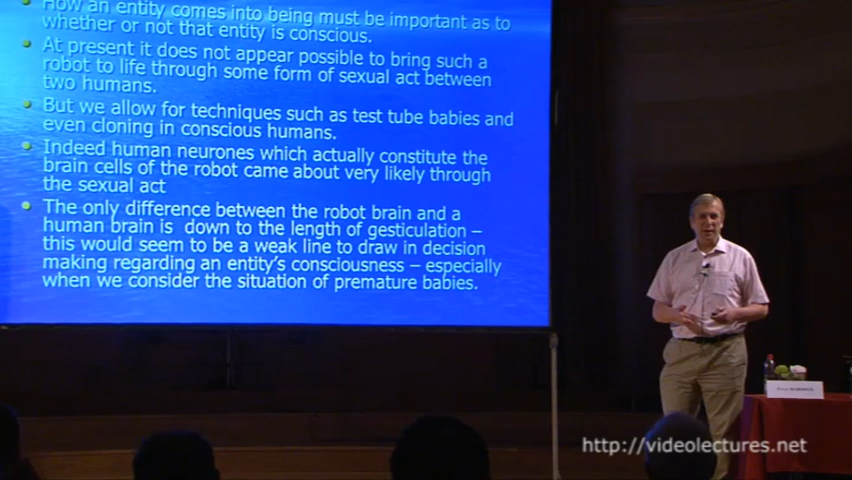 How an entity comes into being must be important as to
whether or not that entity is conscious.
At present it does not appear possible to bring such a
robot to life through some form of sexual act between
two humans.
But we allow for techniques such as test tube babies and
even cloning in conscious humans.
Indeed human neurones which actually constitute the
brain cells of the robot came about very likely through
the sexual act
The only difference between the robot brain and a
human brain is down to the length of gesticulation –
this would seem to be a weak line to draw in decision
making regarding an entity's consciousness – especially
when we consider the situation of premature babies.
http://videolectures.net